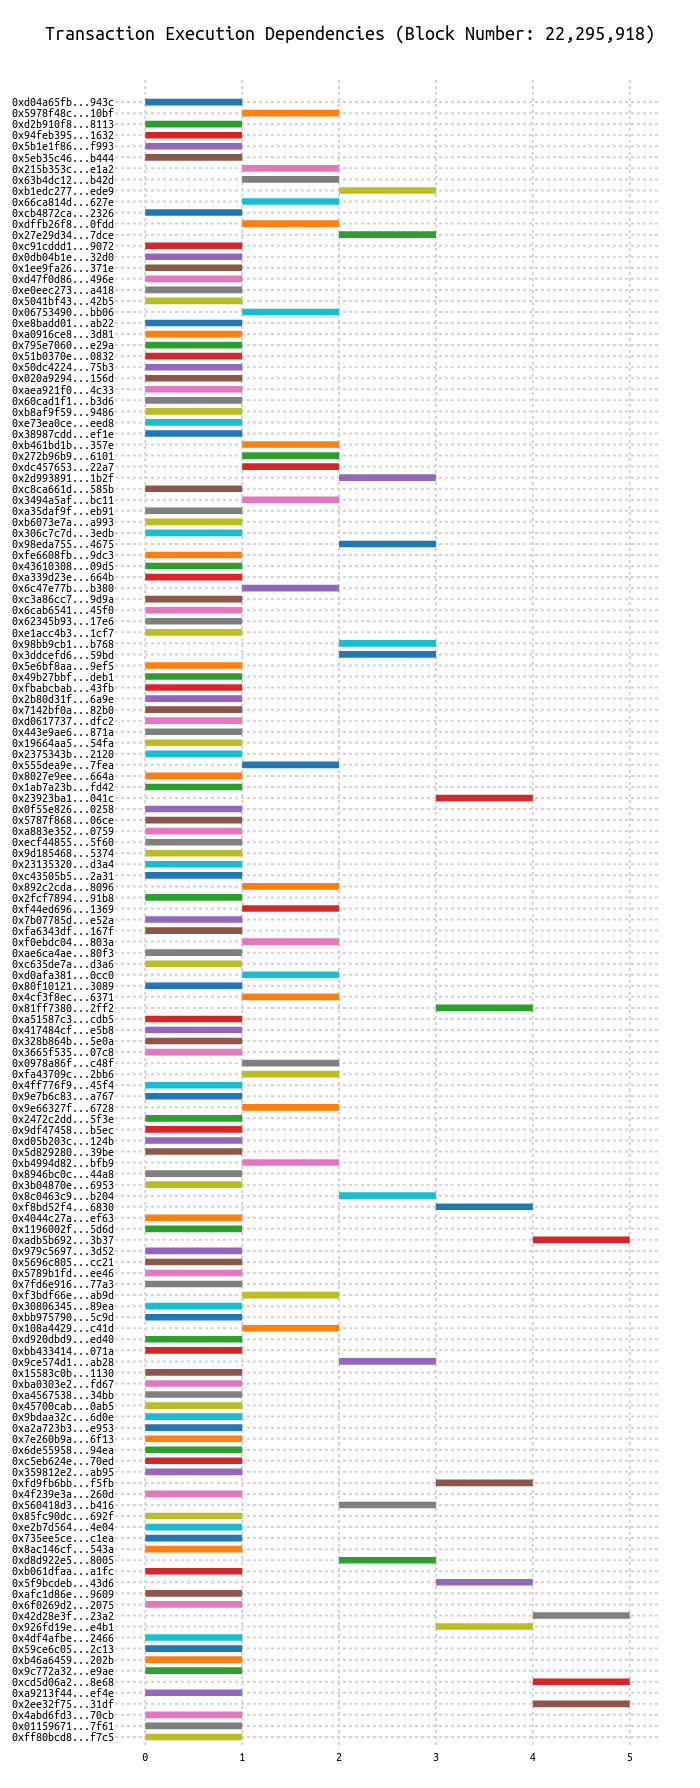 Transaction Execution Dependencies (Block Number: 22,295,918)
0xd04a65fb...943c
0x5978f48c...10bf
0xd2b910f8...8113
0x94feb395...1632
0x5b1e1f86...f993
0x5eb35c46...b444
0x215b353c...e1a2
0x63b4dc12...b42d
0xb1edc277...ede9
0x66ca814d...627e
0xcb4872ca...2326
0xdffb26f8...0fdd
0x27e29d34...7dce
0xc91cddd1...9072
0x0db04b1e...32d0
0x1ee9fa26...371e
0xd47f0d86...496e
0xe0eec273...a418
0x5041bf43...42b5
0x06753490...bb06
0xe8badd01...ab22
0xa0916ce8...3d81
0x795e7060...e29a
0x51b0370e...0832
0x50dc4224...75b3
0x020a9294...156d
0xaea921f0...4c33
0x60cad1f1...b3d6
0xb8af9f59...9486
0xe73ea0ce...eed8
0x38987cdd...ef1e
0xb461bd1b...357e
0x272b96b9...6101
0xdc457653...22a7
0x2d993891...1b2f
0xc8ca661d...585b
0x3494a5af...bc11
0xa35daf9f...eb91
0xb6073e7a...a993
0x306c7c7d...3edb
0x98eda755...4675
0xfe6608fb...9dc3
0x43610308...09d5
0xa339d23e...664b
0x6c47e77b...b380
0xc3a86cc7...9d9a
0x6cab6541...45f0
0x62345b93...17e6
0xe1acc4b3...1cf7
0x98bb9cb1...b768
0x3ddcefd6...59bd
0x5e6bf8aa...9ef5
0x49b27bbf...deb1
0xfbabcbab...43fb
0x2b80d31f...6a9e
0x7142bf0a...82b0
0xd0617737...dfc2
0x443e9ae6...871a
0x19664aa5...54fa
0x2375343b...2120
0x555dea9e...7fea
0x8027e9ee...664a
0x1ab7a23b...fd42
0x23923ba1...041c
0x0f55e826...0258
0x5787f868...06ce
0xa883e352...0759
0xecf44855...5f60
0x9d185468...5374
0x23135320...d3a4
0xc43505b5...2a31
0x892c2cda...8096
0x2fcf7894...91b8
0xf44ed696...1369
0x7b07785d...e52a
0xfa6343df...167f
0xf0ebdc04...803a
0xae6ca4ae...80f3
0xc635de7a...d3a6
0xd0afa381...0cc0
0x80f10121...3089
0x4cf3f8ec...6371
0x81ff7380...2ff2
0xa51587c3...cdb5
0x417484cf...e5b8
0x328b864b...5e0a
0x3665f535...07c8
0x0978a86f...c48f
0xfa43709c...2bb6
0x4ff776f9...45f4
0x9e7b6c83...a767
0x9e66327f...6728
0x2472c2dd...5f3e
0x9df47458...b5ec
0xd05b203c...124b
0x5d829280...39be
0xb4994d82...bfb9
0x8946bc0c...44a8
0x3b04870e...6953
0x8c0463c9...b204
0xf8bd52f4...6830
0x4044c27a...ef63
0x1196002f...5d6d
0xadb5b692...3b37
0x979c5697...3d52
0x5696c805...cc21
0x5789b1fd...ee46
0x7fd6e916...77a3
0xf3bdf66e...ab9d
0x30806345...89ea
0xbb975790...5c9d
0x108a4429...c41d
0xd920dbd9...ed40
0xbb433414...071a
0x9ce574d1...ab28
0x15583c0b...1130
0xba0303e2...fd67
0xa4567538...34bb
0x45700cab...0ab5
0x9bdaa32c...6d0e
0xa2a723b3...e953
0x7e260b9a...6f13
0x6de55958...94ea
0xc5eb624e...70ed
0x359812e2...ab95
0xfd9fb6bb...f5fb
0x4f239e3a...260d
0x560418d3...b416
0x85fc90dc...692f
0xe2b7d564...4e04
0x735ee5ce...c1ea
0x8ac146cf...543a
0xd8d922e5...8005
0xb061dfaa...a1fc
0x5f9bcdeb...43d6
0xafc1d86e...9609
0x6f0269d2...2075
0x42d28e3f...23a2
0x926fd19e...e4b1
0x4df4afbe...2466
0x59ce6c05...2c13
0xb46a6459...202b
0x9c772a32...e9ae
0xcd5d06a2...8e68
0xa9213f44...ef4e
0x2ee32f75...31df
0x4abd6fd3...70cb
0x01159671...7f61
0xff80bcd8...f7c5
0 1 2 3 4 5